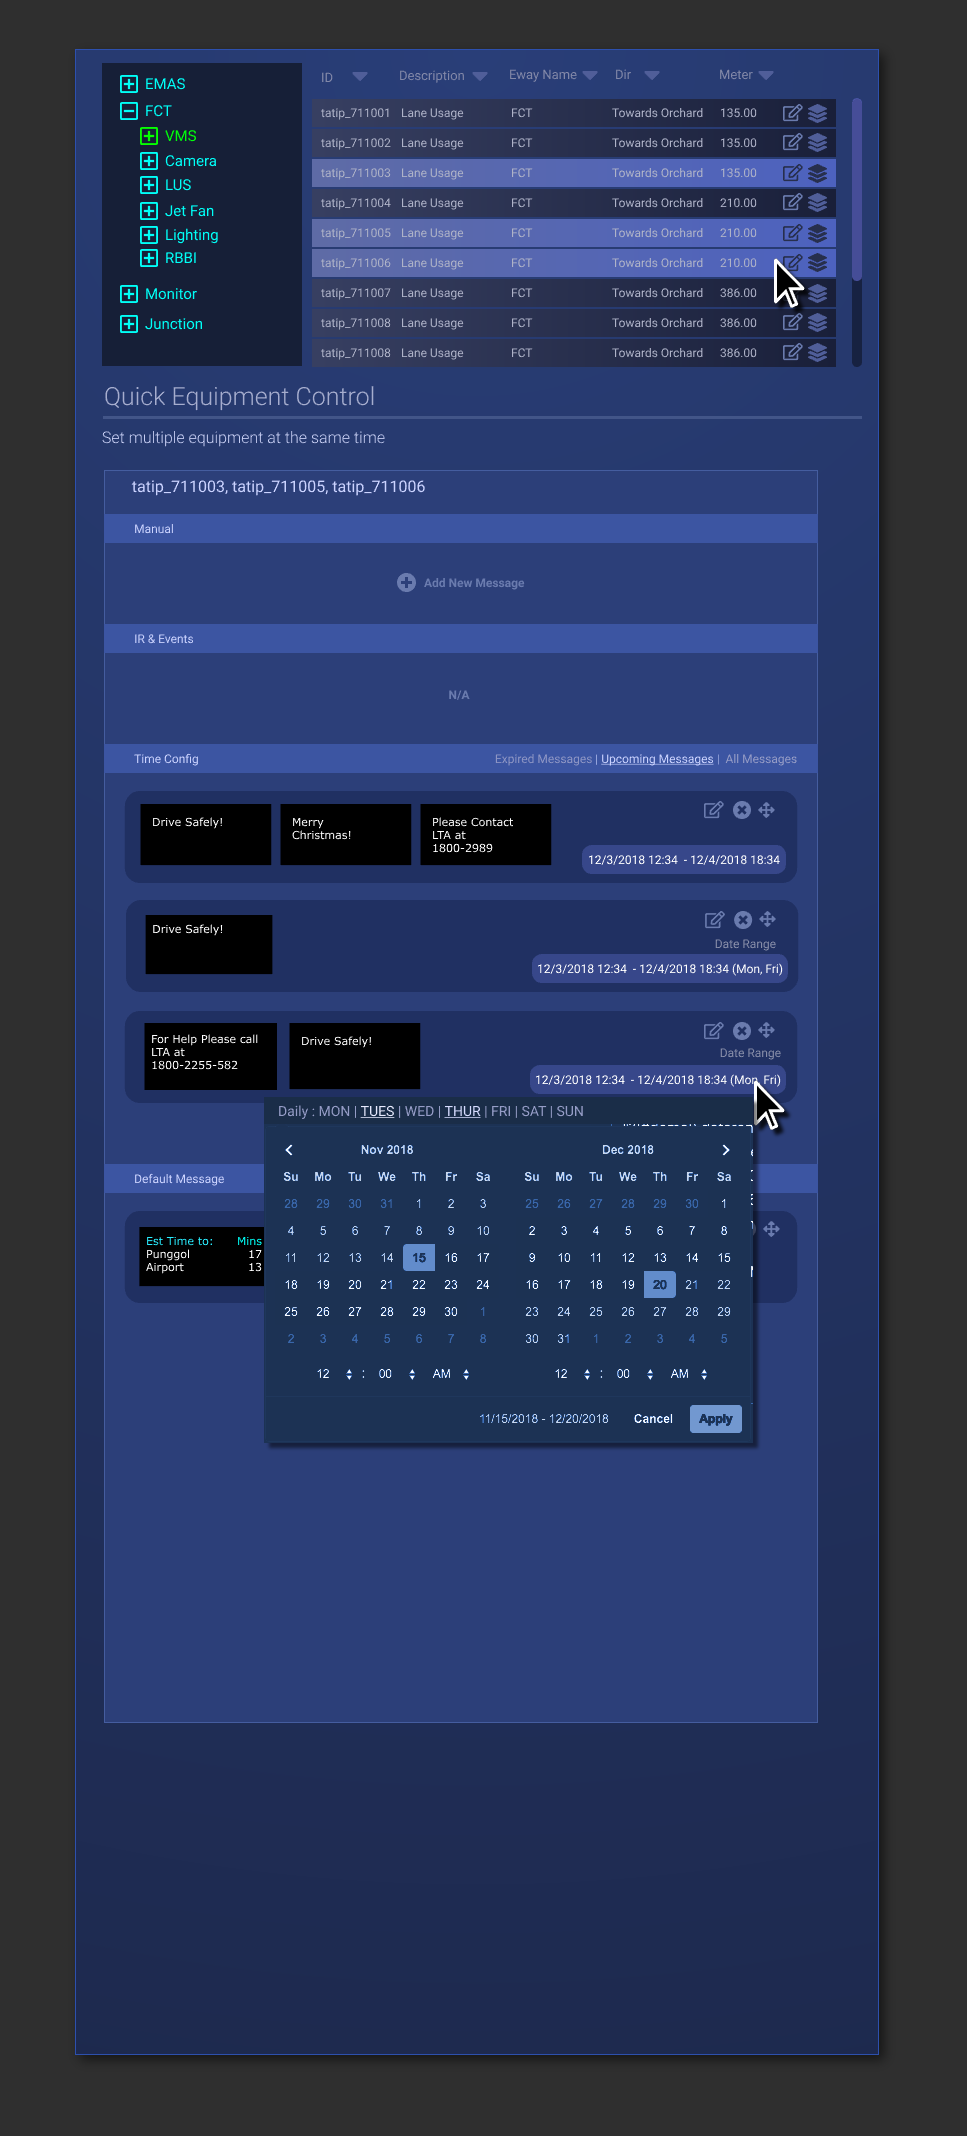 EMAS
FCT
VMS
Camera
LUS
Jet Fan
Lighting
RBBI
Monitor
Junction
ID Description Eway Name Dir Meter
tatip_711001 Lane Usage FCT Towards Orchard 135.00
tatip_711002 Lane Usage FCT Towards Orchard 135.00
tatip_711003 Lane Usage FCT Towards Orchard 135.00
tatip_711004 Lane Usage FCT Towards Orchard 210.00
tatip_711005 Lane Usage FCT Towards Orchard 210.00
tatip_711006 Lane Usage FCT Towards Orchard 210.00
tatip_711007 Lane Usage FCT Towards Orchard 386.00
tatip_711008 Lane Usage FCT Towards Orchard 386.00
tatip_711008 Lane Usage FCT Towards Orchard 386.00
Quick Equipment Control
Set multiple equipment at the same time
tatip_711003, tatip_711005, tatip_711006
Manual
Add New Message
IR & Events
N/A
Time Config Expired Messages | Upcoming Messages | All Messages
Drive Safely!
Merry
Christmas!
Please Contact
LTA at
1800-2989
12/3/2018 12:34 - 12/4/2018 18:34
Drive Safely!
Date Range
12/3/2018 12:34 - 12/4/2018 18:34 (Mon, Fri)
For Help Please call
LTA at
1800-2255-582
Drive Safely!
Date Range
12/3/2018 12:34 - 12/4/2018 18:34 (Mon, Fri)
Daily : MON | TUES | WED | THUR | FRI | SAT | SUN
Nov 2018
Su Mo Tu We Th Fr Sa
28 29 30 31 1 2 3
4 5 6 7 8 9 10
11 12 13 14 15 16 17
18 19 20 21 22 23 24
25 26 27 28 29 30 1
2 3 4 5 6 7 8
12 : 00 AM
Dec 2018
Su Mo Tu We Th Fr Sa
25 26 27 28 29 30 1
2 3 4 5 6 7 8
9 10 11 12 13 14 15
16 17 18 19 20 21 22
23 24 25 26 27 28 29
30 31 1 2 3 4 5
12 : 00 AM
11/15/2018 - 12/20/2018 Cancel Apply
Default Message
Est Time to: Mins
Punggol 17
Airport 13